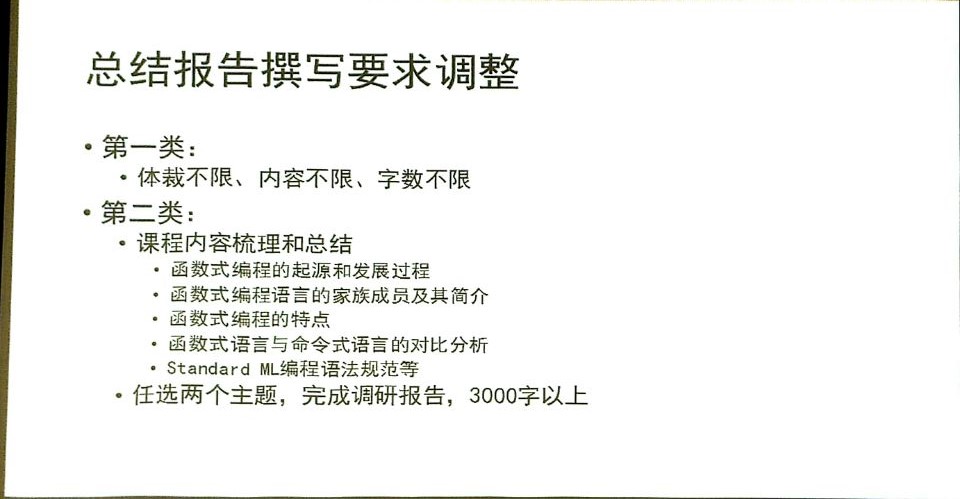 总结报告撰写要求调整
• 第一类：
• 体裁不限、内容不限、字数不限
• 第二类：
• 课程内容梳理和总结
• 函数式编程的起源和发展过程
• 函数式编程语言的家族成员及其简介
• 函数式编程的特点
• 函数式语言与命令式语言的对比分析
• Standard ML编程语法规范等
• 任选两个主题，完成调研报告，3000字以上